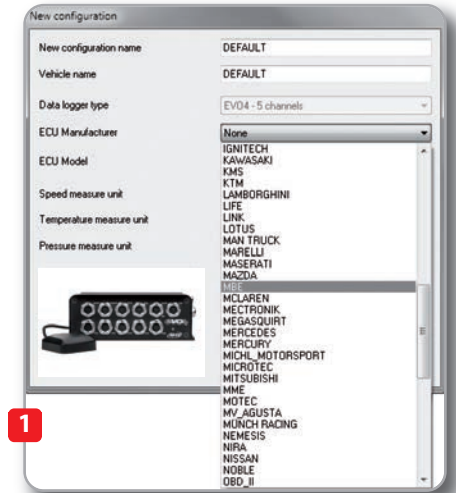 New configuration
New configuration name DEFAULT
Vehicle name DEFAULT
Data logger type EVO4 - 5 channels
ECU Manufacturer None
ECU Model
Speed measure unit
Temperature measure unit
Pressure measure unit
IGNITECH
KAWASAKI
KMS
KTM
LAMBORGHINI
LIFE
LINK
LOTUS
MAN TRUCK
MARELLI
MASERATI
MAZDA
MBE
MCLAREN
MECTRONIK
MEGASQUIRT
MERCEDES
MERCURY
MICHL_MOTORSPORT
MICROTEC
MITSUBISHI
MME
MOTEC
MV_AGUSTA
MÜNCH RACING
NEMESIS
NIRA
NISSAN
NOBLE
OBD_II
1